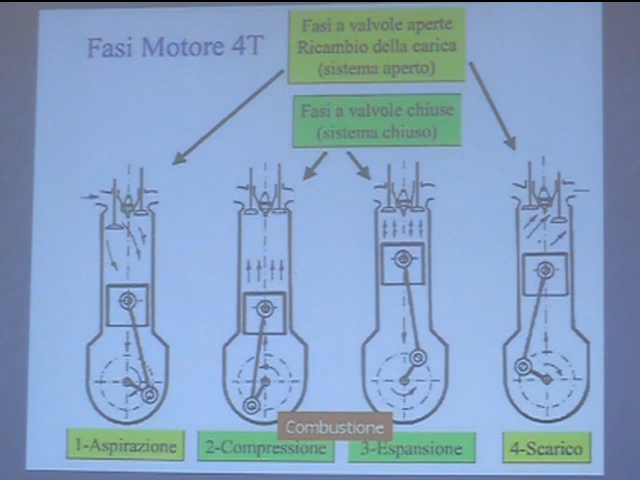 Fasi Motore 4T
Fasi a valvole aperte
Ricambio della carica
(sistema aperto)
Fasi a valvole chiuse
(sistema chiuso)
Combustione
1-Aspirazione
2-Compressione
3-Espansione
4-Scarico